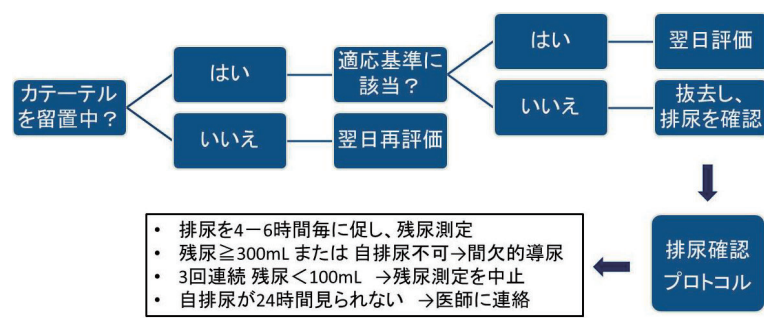 カテーテル
を留置中？
はい
いいえ
適応基準に
該当？
翌日再評価
はい
いいえ
翌日評価
抜去し、
排尿を確認
排尿確認
プロトコル
• 排尿を4－6時間毎に促し、残尿測定
• 残尿≧300mL または 自排尿不可→間欠的導尿
• 3回連続 残尿＜100mL →残尿測定を中止
• 自排尿が24時間見られない →医師に連絡